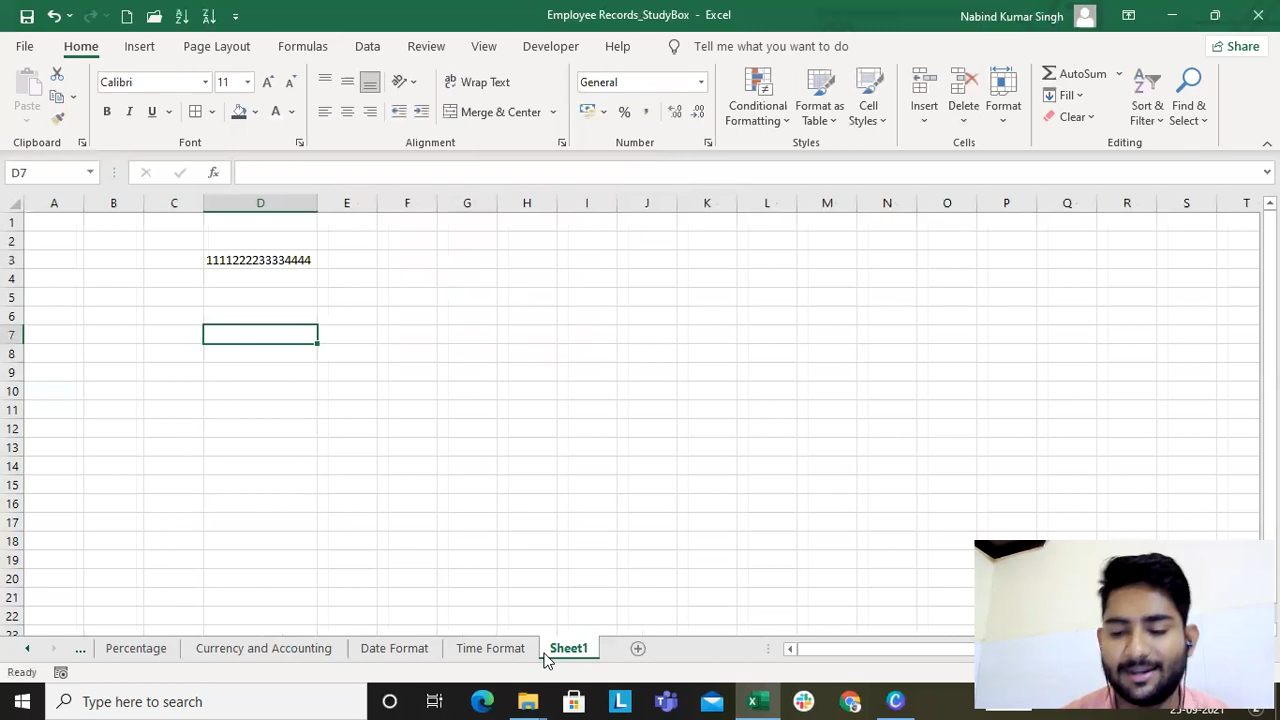 Employee Records_StudyBox - Excel
Nabind Kumar Singh
File Home Insert Page Layout Formulas Data Review View Developer Help Tell me what you want to do Share
Paste
Calibri 11
B I U
Wrap Text
Merge & Center
General
Conditional Formatting
Format as Table
Cell Styles
Insert
Delete
Format
AutoSum
Fill
Clear
Sort & Filter
Find & Select
Clipboard Font Alignment Number Styles Cells Editing
D7 fx
A B C D E F G H I J K L M N O P Q R S T
1
2
3 1111222233334444
4
5
6
7
8
9
10
11
12
13
14
15
16
17
18
19
20
21
22
... Percentage Currency and Accounting Date Format Time Format Sheet1
Ready
Type here to search